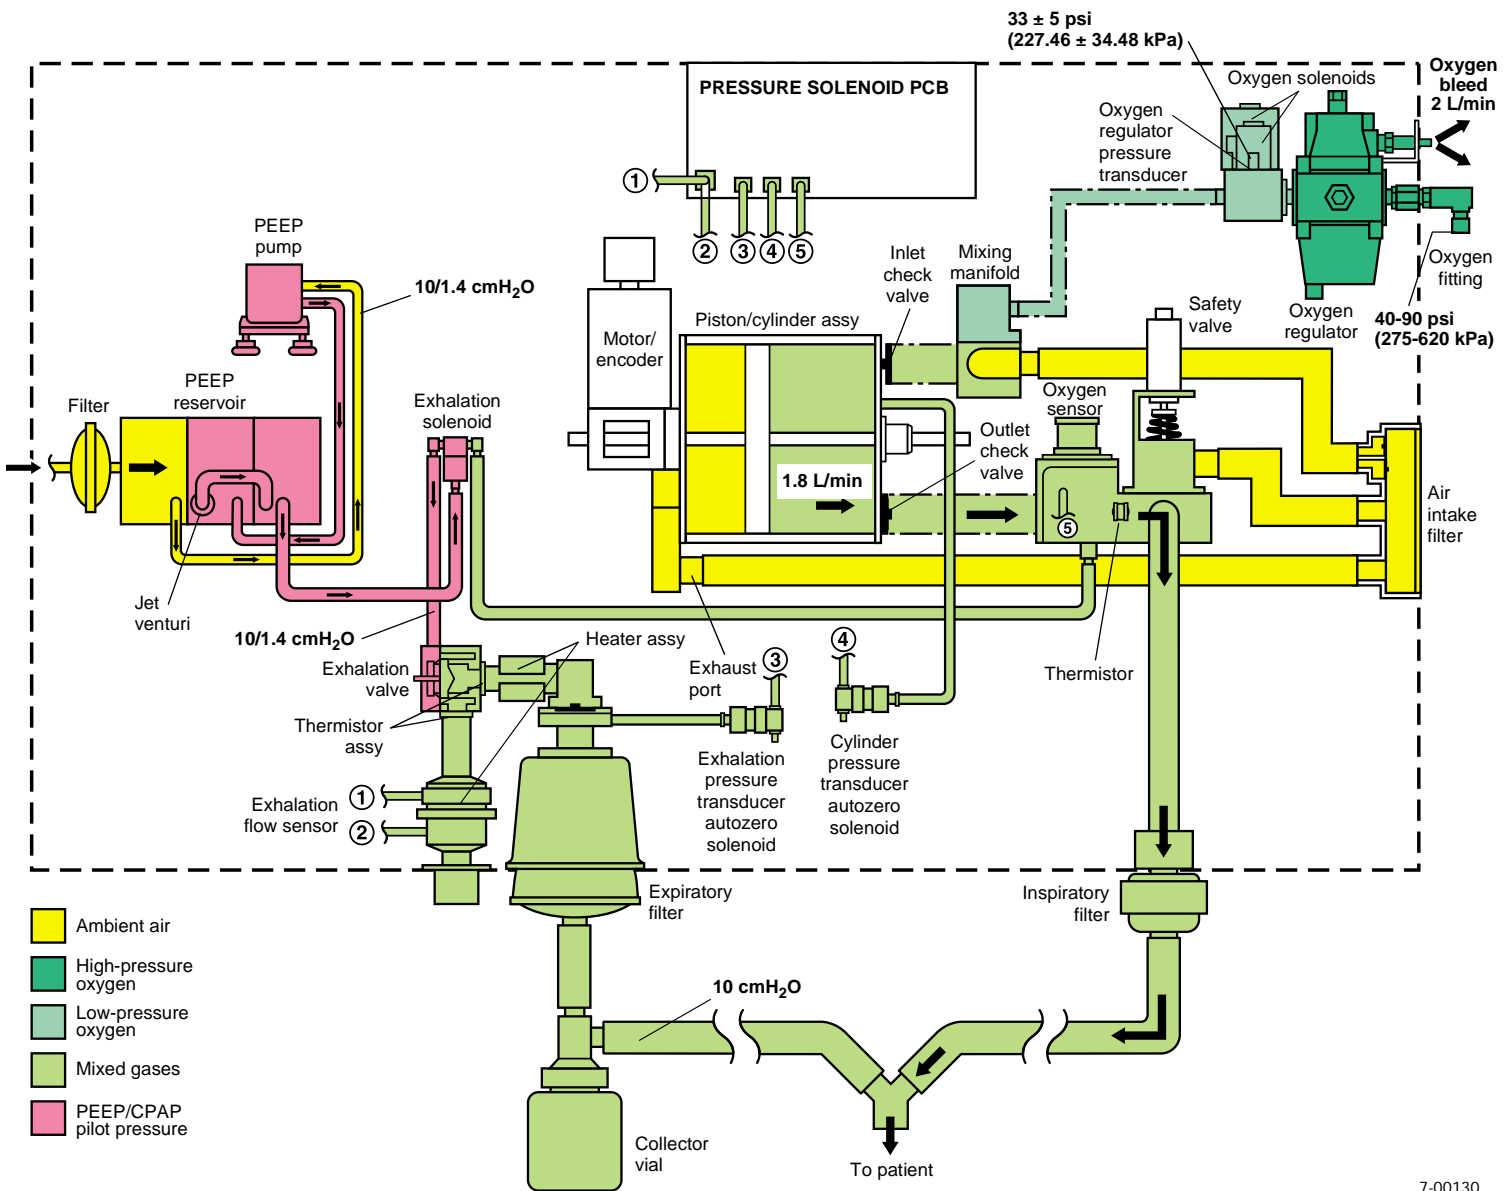 33 ± 5 psi
(227.46 ± 34.48 kPa)
Oxygen
bleed
2 L/min
Oxygen solenoids
PRESSURE SOLENOID PCB
Oxygen
regulator
pressure
transducer
1
2
3
4
5
PEEP
pump
10/1.4 cmH₂O
Inlet
check
valve
Mixing
manifold
Oxygen
fitting
Safety
valve
Oxygen
regulator
40-90 psi
(275-620 kPa)
Piston/cylinder assy
Motor/
encoder
PEEP
reservoir
Filter
Exhalation
solenoid
Oxygen
sensor
Outlet
check
valve
1.8 L/min
Air
intake
filter
5
Jet
venturi
10/1.4 cmH₂O
Heater assy
Exhalation
valve
3
4
Exhaust
port
Thermistor
Thermistor
assy
Exhalation
pressure
transducer
autozero
solenoid
Cylinder
pressure
transducer
autozero
solenoid
Exhalation
flow sensor
1
2
Expiratory
filter
Inspiratory
filter
Ambient air
High-pressure
oxygen
Low-pressure
oxygen
Mixed gases
PEEP/CPAP
pilot pressure
10 cmH₂O
Collector
vial
To patient
7-00130